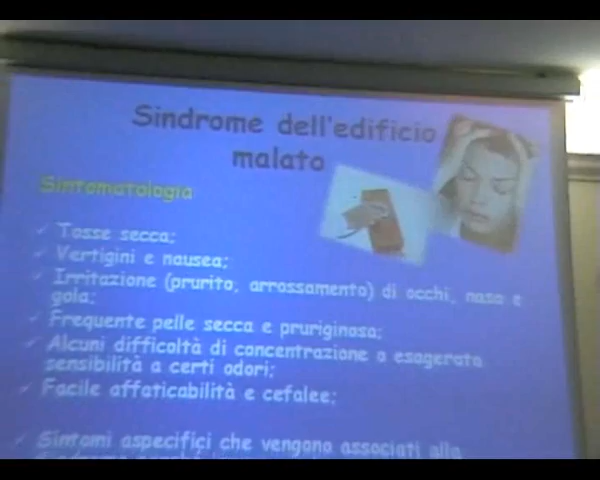 Sindrome dell'edificio
malato
Sintomatologia
✓ Tosse secca;
✓ Vertigini e nausea;
✓ Irritazione (prurito, arrossamento) di occhi, naso e
gola;
✓ Frequente pelle secca e pruriginosa;
✓ Alcuni difficoltà di concentrazione o esagerata
sensibilità a certi odori;
✓ Facile affaticabilità e cefalee;
✓ Sintomi aspecifici che vengono associati alla